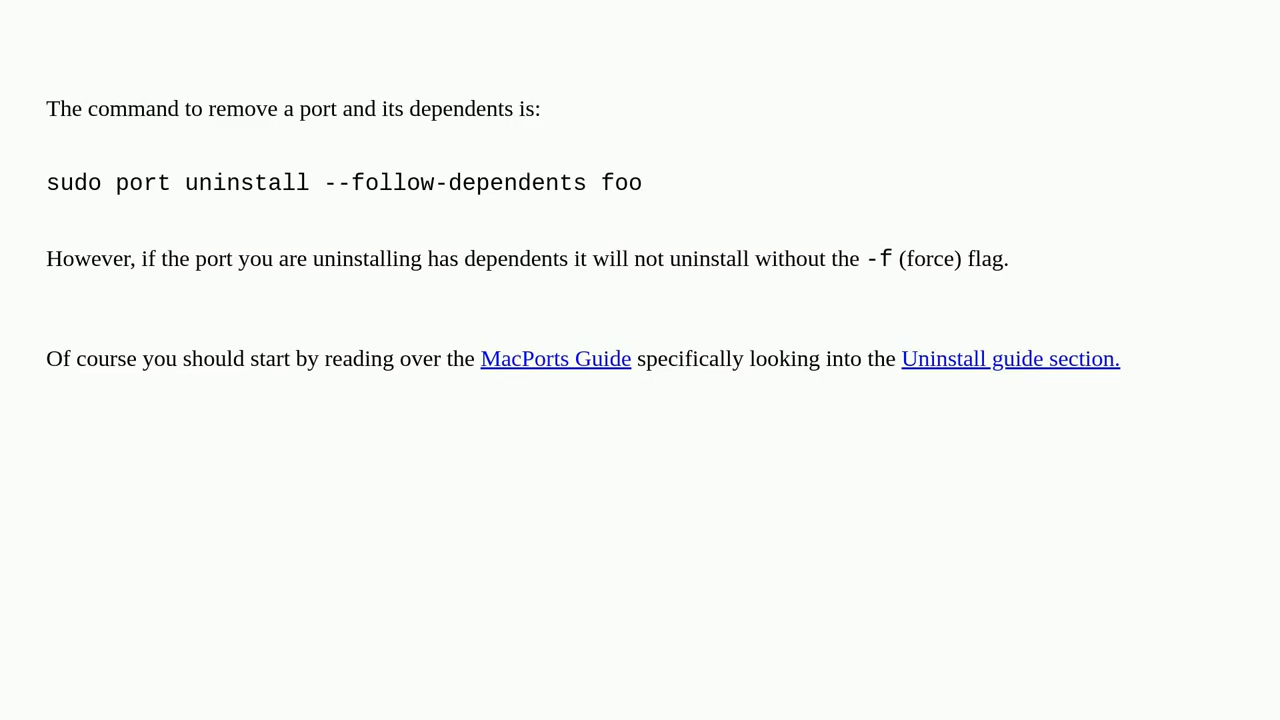 The command to remove a port and its dependents is:
sudo port uninstall --follow-dependents foo
However, if the port you are uninstalling has dependents it will not uninstall without the -f (force) flag.
Of course you should start by reading over the MacPorts Guide specifically looking into the Uninstall guide section.